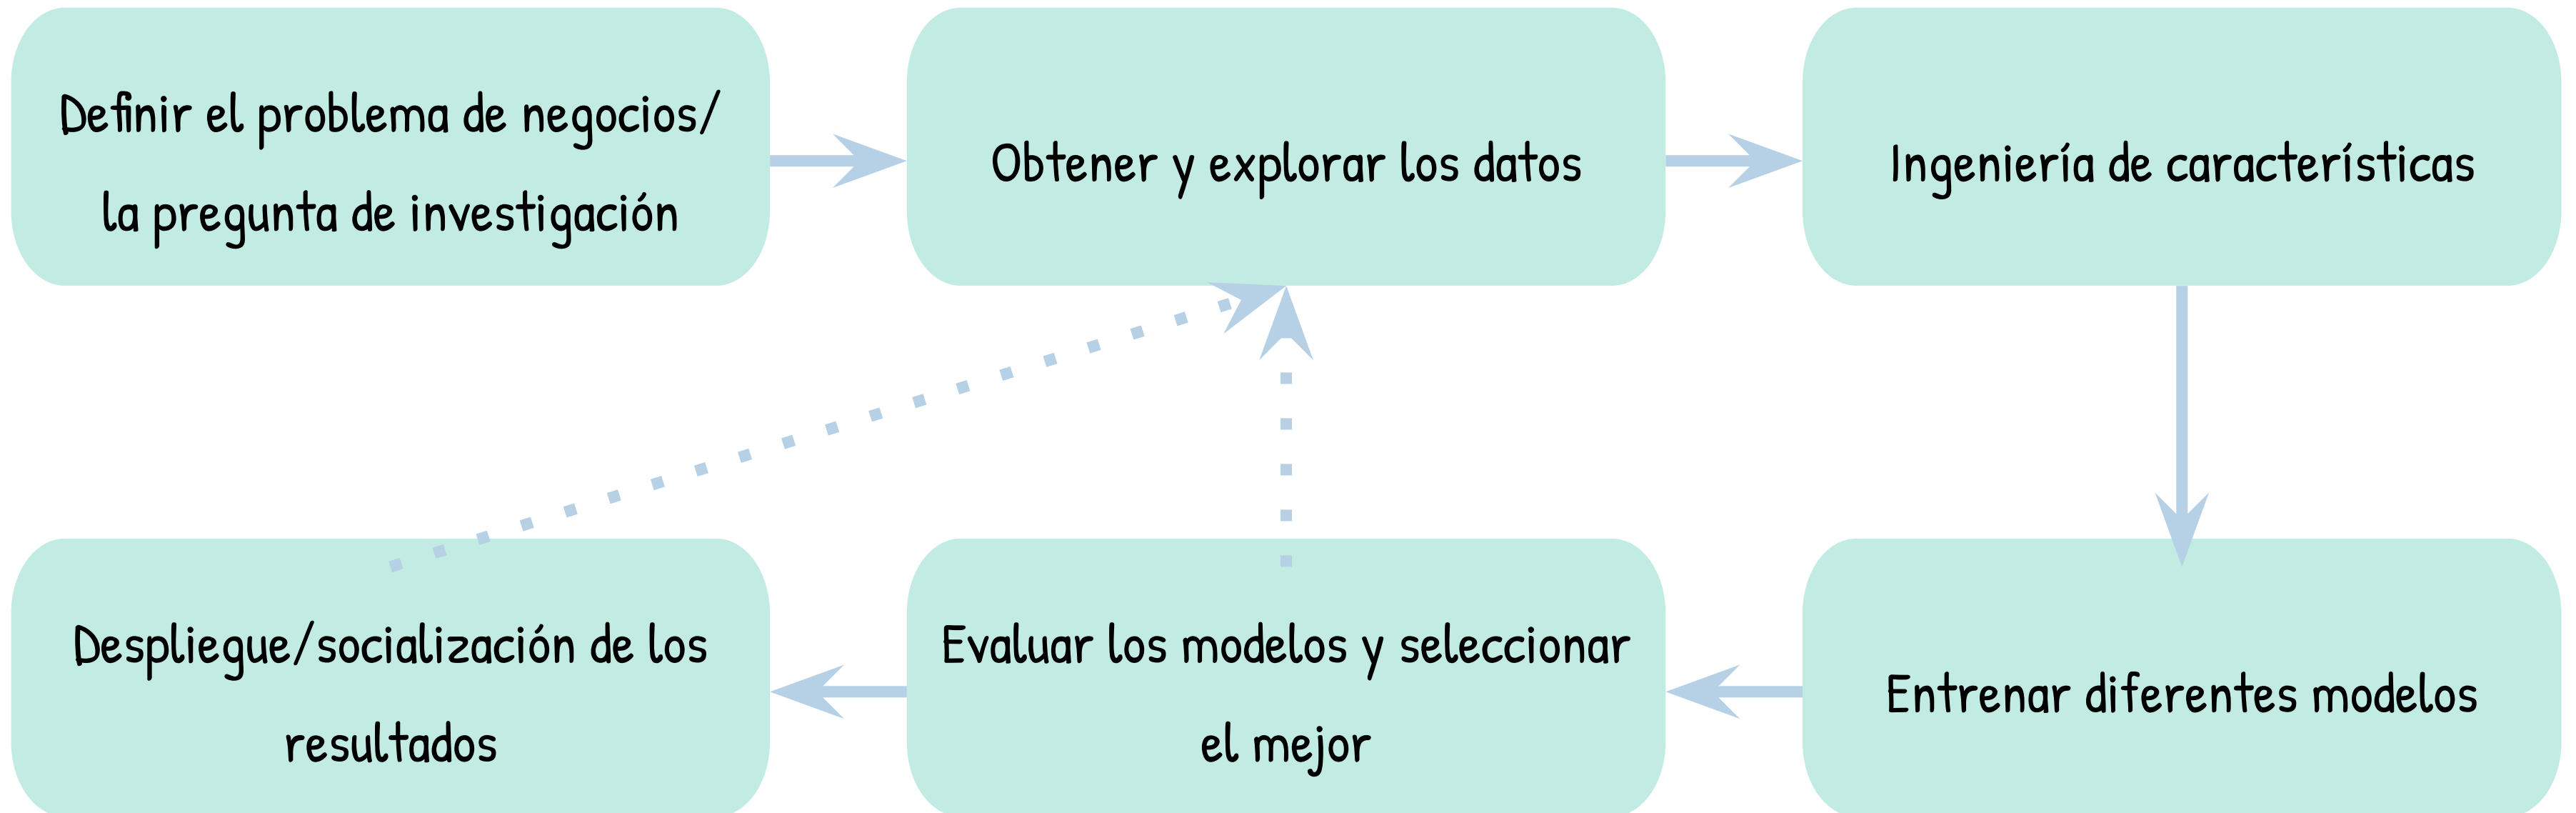 Definir el problema de negocios/
la pregunta de investigación
Obtener y explorar los datos
Ingeniería de características
Despliegue/socialización de los
resultados
Evaluar los modelos y seleccionar
el mejor
Entrenar diferentes modelos